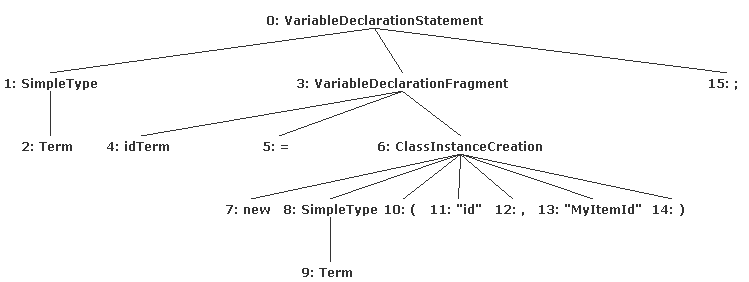 0: VariableDeclarationStatement
1: SimpleType 3: VariableDeclarationFragment 15: ;
2: Term 4: idTerm 5: = 6: ClassInstanceCreation
7: new 8: SimpleType 10: ( 11: "id" 12: , 13: "MyItemId" 14: )
9: Term